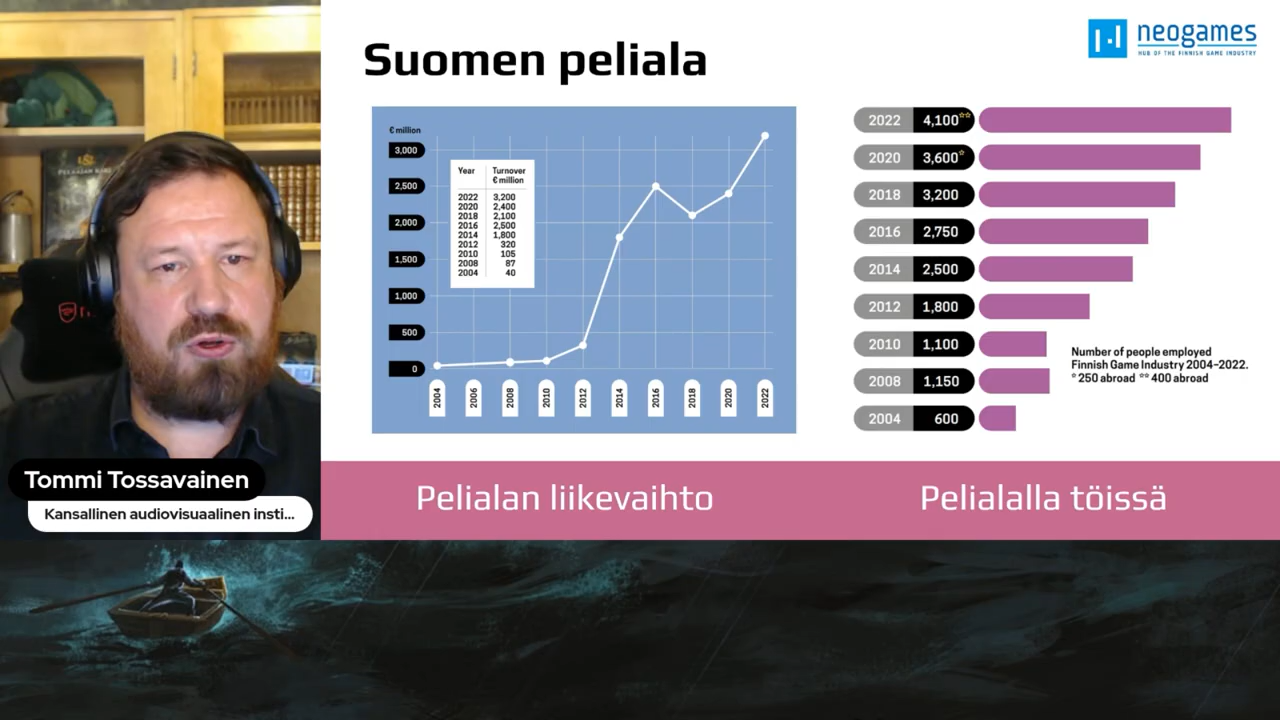 Suomen peliala
neogames
HUB OF THE FINNISH GAME INDUSTRY
€ million
3,000
2,500
2,000
1,500
1,000
500
0
Year Turnover
€ million
2022 3,200
2020 2,400
2018 2,100
2016 2,500
2014 1,800
2012 320
2010 105
2008 87
2004 40
2004 2006 2008 2010 2012 2014 2016 2018 2020 2022
2022 4,100**
2020 3,600*
2018 3,200
2016 2,750
2014 2,500
2012 1,800
2010 1,100
2008 1,150
2004 600
Number of people employed
Finnish Game Industry 2004–2022.
* 250 abroad ** 400 abroad
Pelialan liikevaihto
Pelialalla töissä
Tommi Tossavainen
Kansallinen audiovisuaalinen insti...